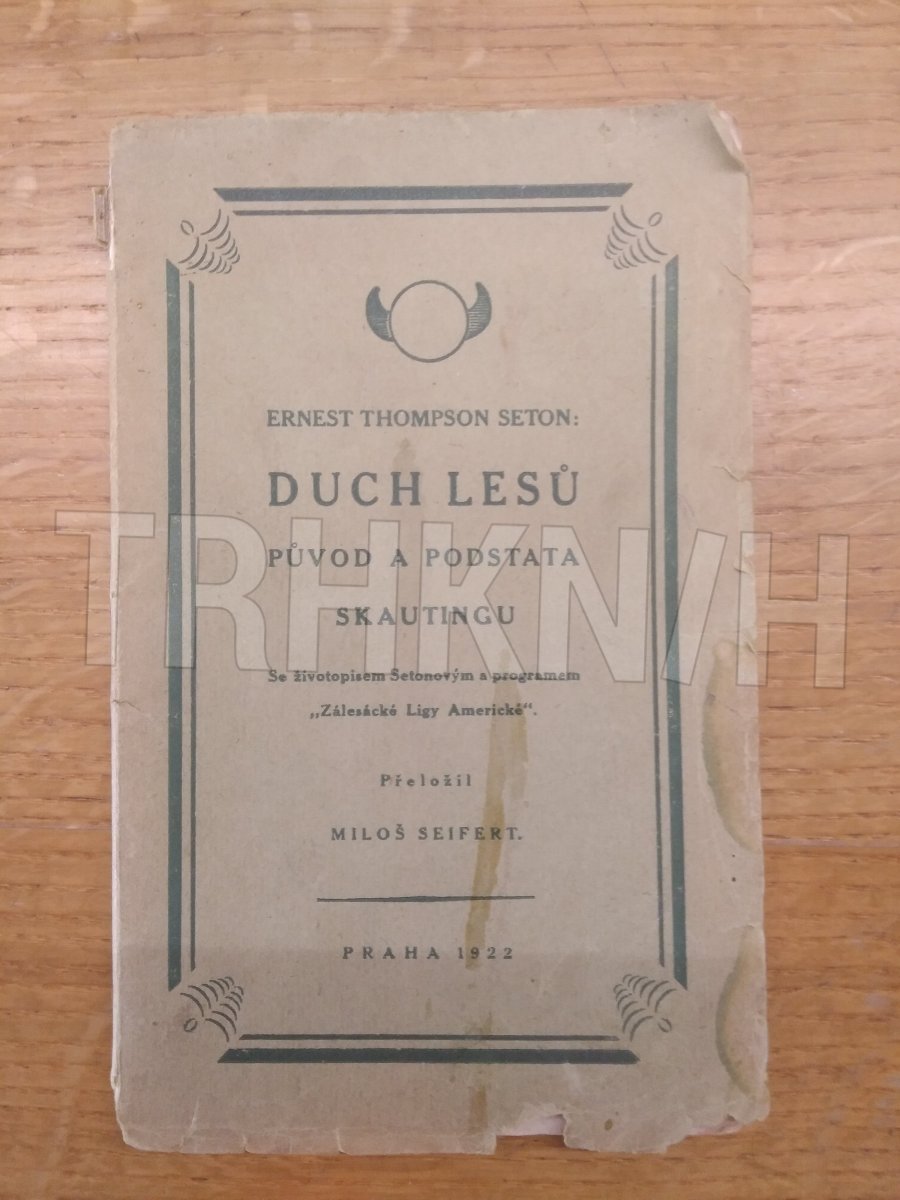 ERNEST THOMPSON SETON:
DUCH LESŮ
PŮVOD A PODSTATA
SKAUTINGU
Se životopisem Setonovým a programem
„Zálesácké Ligy Americké“.
Přeložil
MILOŠ SEIFERT.
PRAHA 1922
TRHKNIH